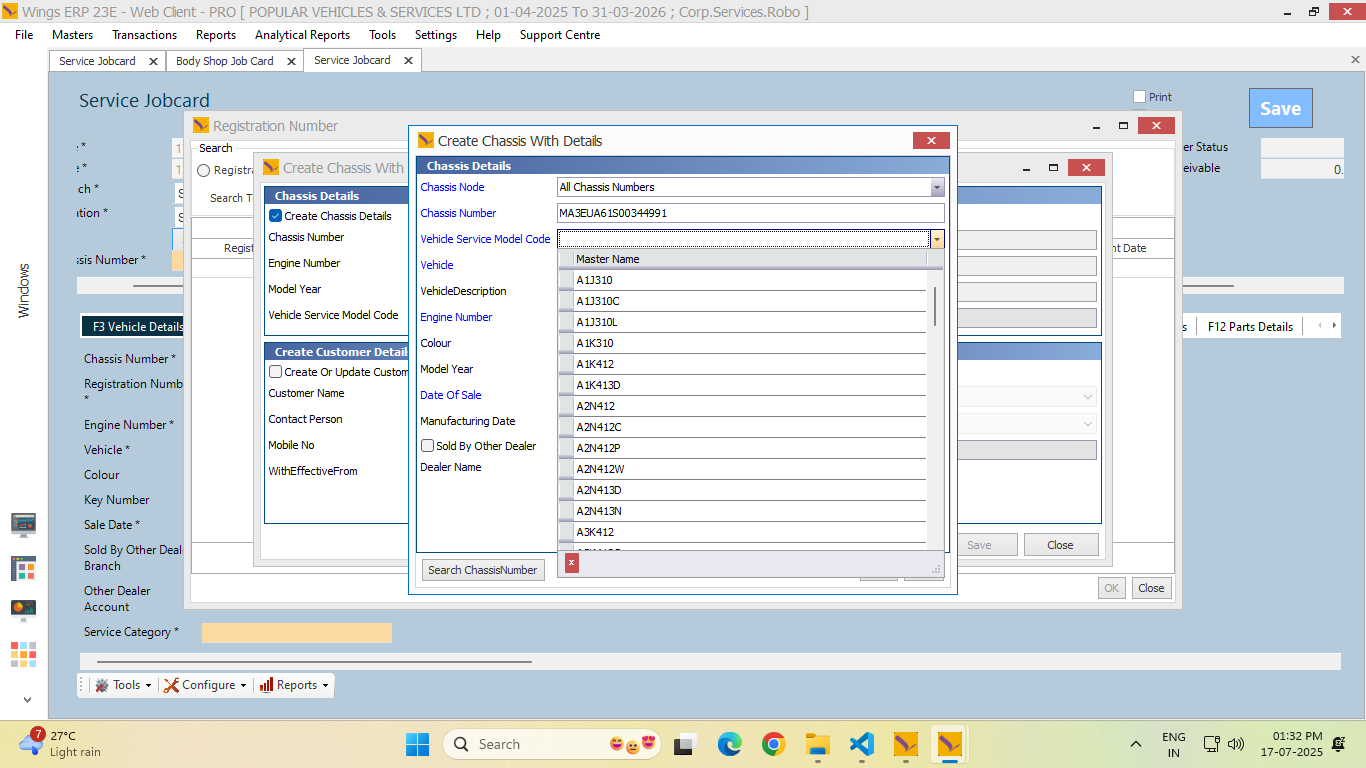 Wings ERP 23E - Web Client - PRO [ POPULAR VEHICLES & SERVICES LTD ; 01-04-2025 To 31-03-2026 ; Corp.Services.Robo ]
File Masters Transactions Reports Analytical Reports Tools Settings Help Support Centre
Service Jobcard Body Shop Job Card Service Jobcard
Service Jobcard
Print
Save
Registration Number
Search
Create Chassis With
Create Chassis With Details
Chassis Details
Chassis Node All Chassis Numbers
Chassis Number MA3EUA61S00344991
Vehicle Service Model Code
Master Name
A1J310
A1J310C
A1J310L
A1K310
A1K412
A1K413D
A2N412
A2N412C
A2N412P
A2N412W
A2N413D
A2N413N
A3K412
Vehicle
VehicleDescription
Engine Number
Colour
Model Year
Date Of Sale
Manufacturing Date
Sold By Other Dealer
Dealer Name
Search ChassisNumber
Chassis Details
Create Chassis Details
Chassis Number
Engine Number
Model Year
Vehicle Service Model Code
Create Customer Details
Create Or Update Custom
Customer Name
Contact Person
Mobile No
WithEffectiveFrom
Save Close
OK Close
Registra
Search T
Regist
nt Date
er Status
eivable 0.
ch *
ation *
ssis Number *
F3 Vehicle Details
F12 Parts Details
Chassis Number *
Registration Numb
*
Engine Number *
Vehicle *
Colour
Key Number
Sale Date *
Sold By Other Deal
Branch
Other Dealer
Account
Service Category *
Tools Configure Reports
Windows
7
27°C
Light rain
Search
ENG
IN
01:32 PM
17-07-2025